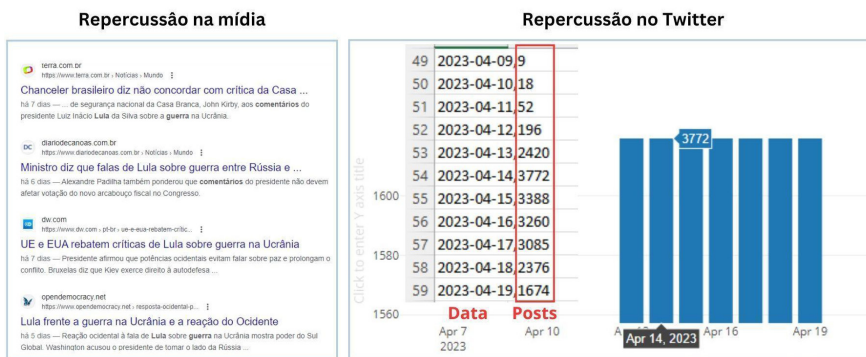 Repercussâo na mídia
terra.com.br
https://www.terra.com.br › Notícias › Mundo
Chanceler brasileiro diz não concordar com crítica da Casa ...
há 7 dias — ... de segurança nacional da Casa Branca, John Kirby, aos comentários do
presidente Luiz Inácio Lula da Silva sobre a guerra na Ucrânia.
DC
diariodecanoas.com.br
https://www.diariodecanoas.com.br › Notícias › Mundo
Ministro diz que falas de Lula sobre guerra entre Rússia e ...
há 6 dias — Alexandre Padilha também ponderou que comentários do presidente não devem
afetar votação do novo arcabouço fiscal no Congresso.
dw.com
https://www.dw.com › pt-br › ue-e-eua-rebatem-crític...
UE e EUA rebatem críticas de Lula sobre guerra na Ucrânia
há 7 dias — Presidente afirmou que potências ocidentais evitam falar sobre paz e prolongam o
conflito. Bruxelas diz que Kiev exerce direito à autodefesa ...
opendemocracy.net
https://www.opendemocracy.net › resposta-ocidental-p...
Lula frente a guerra na Ucrânia e a reação do Ocidente
há 5 dias — Reação ocidental à fala de Lula sobre guerra na Ucrânia mostra poder do Sul
Global. Washington acusou o presidente de tomar o lado da Rússia ...
Repercussão no Twitter
49 2023-04-09,9
50 2023-04-10,18
51 2023-04-11,52
52 2023-04-12,196
53 2023-04-13,2420
54 2023-04-14,3772
55 2023-04-15,3388
56 2023-04-16,3260
57 2023-04-17,3085
58 2023-04-18,2376
59 2023-04-19,1674
Data Posts
Click to enter Y axis title
1600
1580
1560
3772
Apr 7
2023
Apr 10
Apr 14, 2023
Apr 16
Apr 19